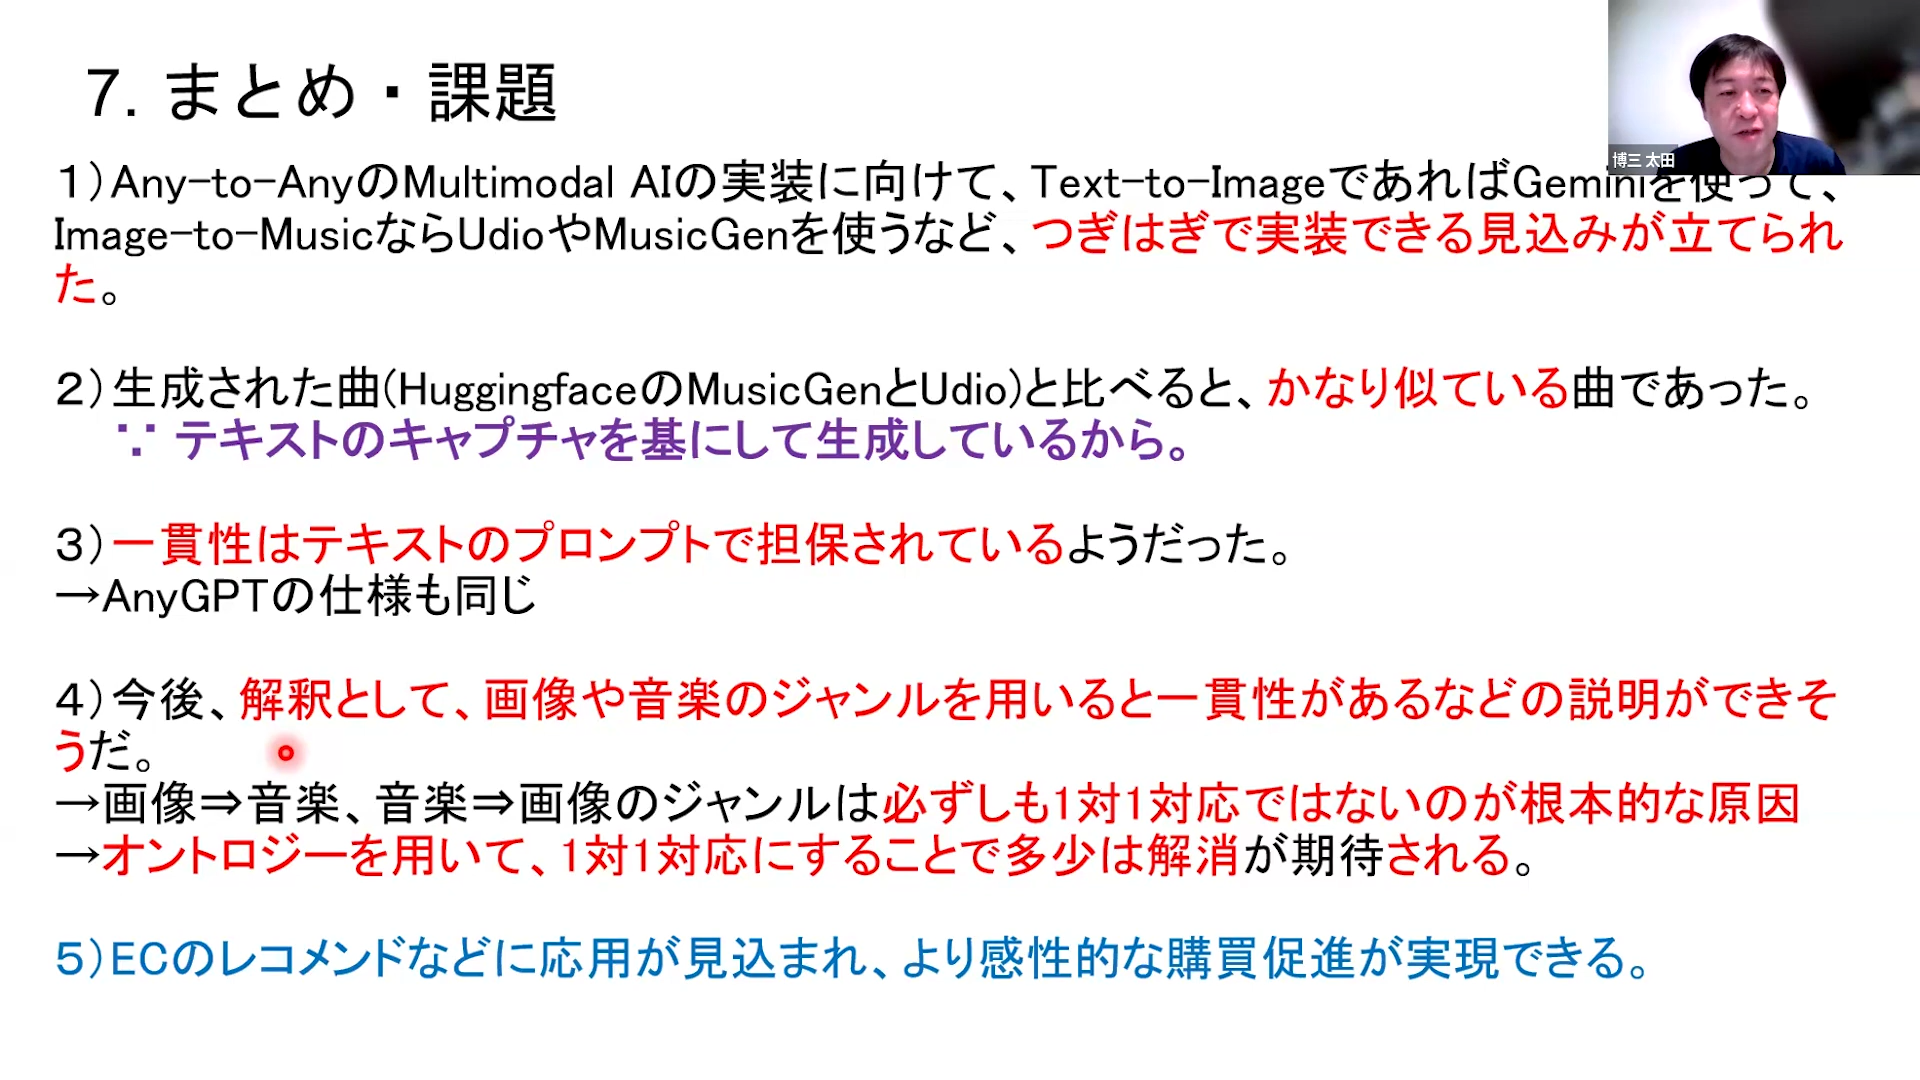 7. まとめ・課題
博三 太田
１）Any-to-AnyのMultimodal AIの実装に向けて、Text-to-ImageであればGeminiを使って、
Image-to-MusicならUdioやMusicGenを使うなど、つぎはぎで実装できる見込みが立てられ
た。
２）生成された曲(HuggingfaceのMusicGenとUdio)と比べると、かなり似ている曲であった。
∵ テキストのキャプチャを基にして生成しているから。
３）一貫性はテキストのプロンプトで担保されているようだった。
→AnyGPTの仕様も同じ
４）今後、解釈として、画像や音楽のジャンルを用いると一貫性があるなどの説明ができそ
うだ。
→画像⇒音楽、音楽⇒画像のジャンルは必ずしも1対1対応ではないのが根本的な原因
→オントロジーを用いて、1対1対応にすることで多少は解消が期待される。
５）ECのレコメンドなどに応用が見込まれ、より感性的な購買促進が実現できる。